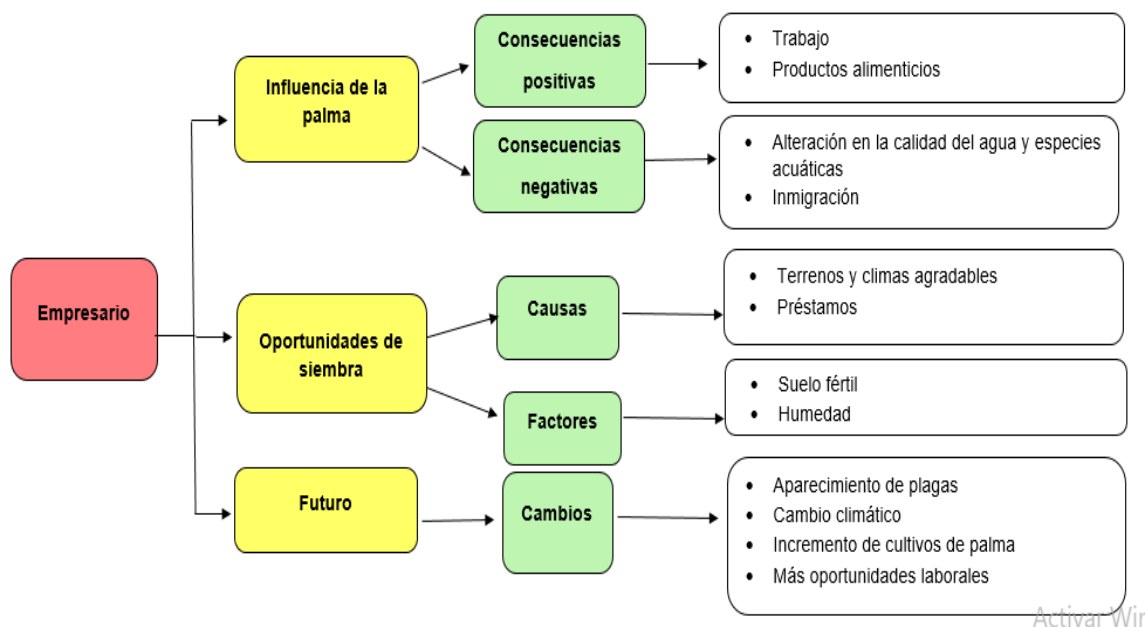 Empresario
Influencia de la
palma
Consecuencias
positivas
• Trabajo
• Productos alimenticios
Consecuencias
negativas
• Alteración en la calidad del agua y especies
acuáticas
• Inmigración
Oportunidades de
siembra
Causas
• Terrenos y climas agradables
• Préstamos
Factores
• Suelo fértil
• Humedad
Futuro
Cambios
• Aparecimiento de plagas
• Cambio climático
• Incremento de cultivos de palma
• Más oportunidades laborales
Activar Wir